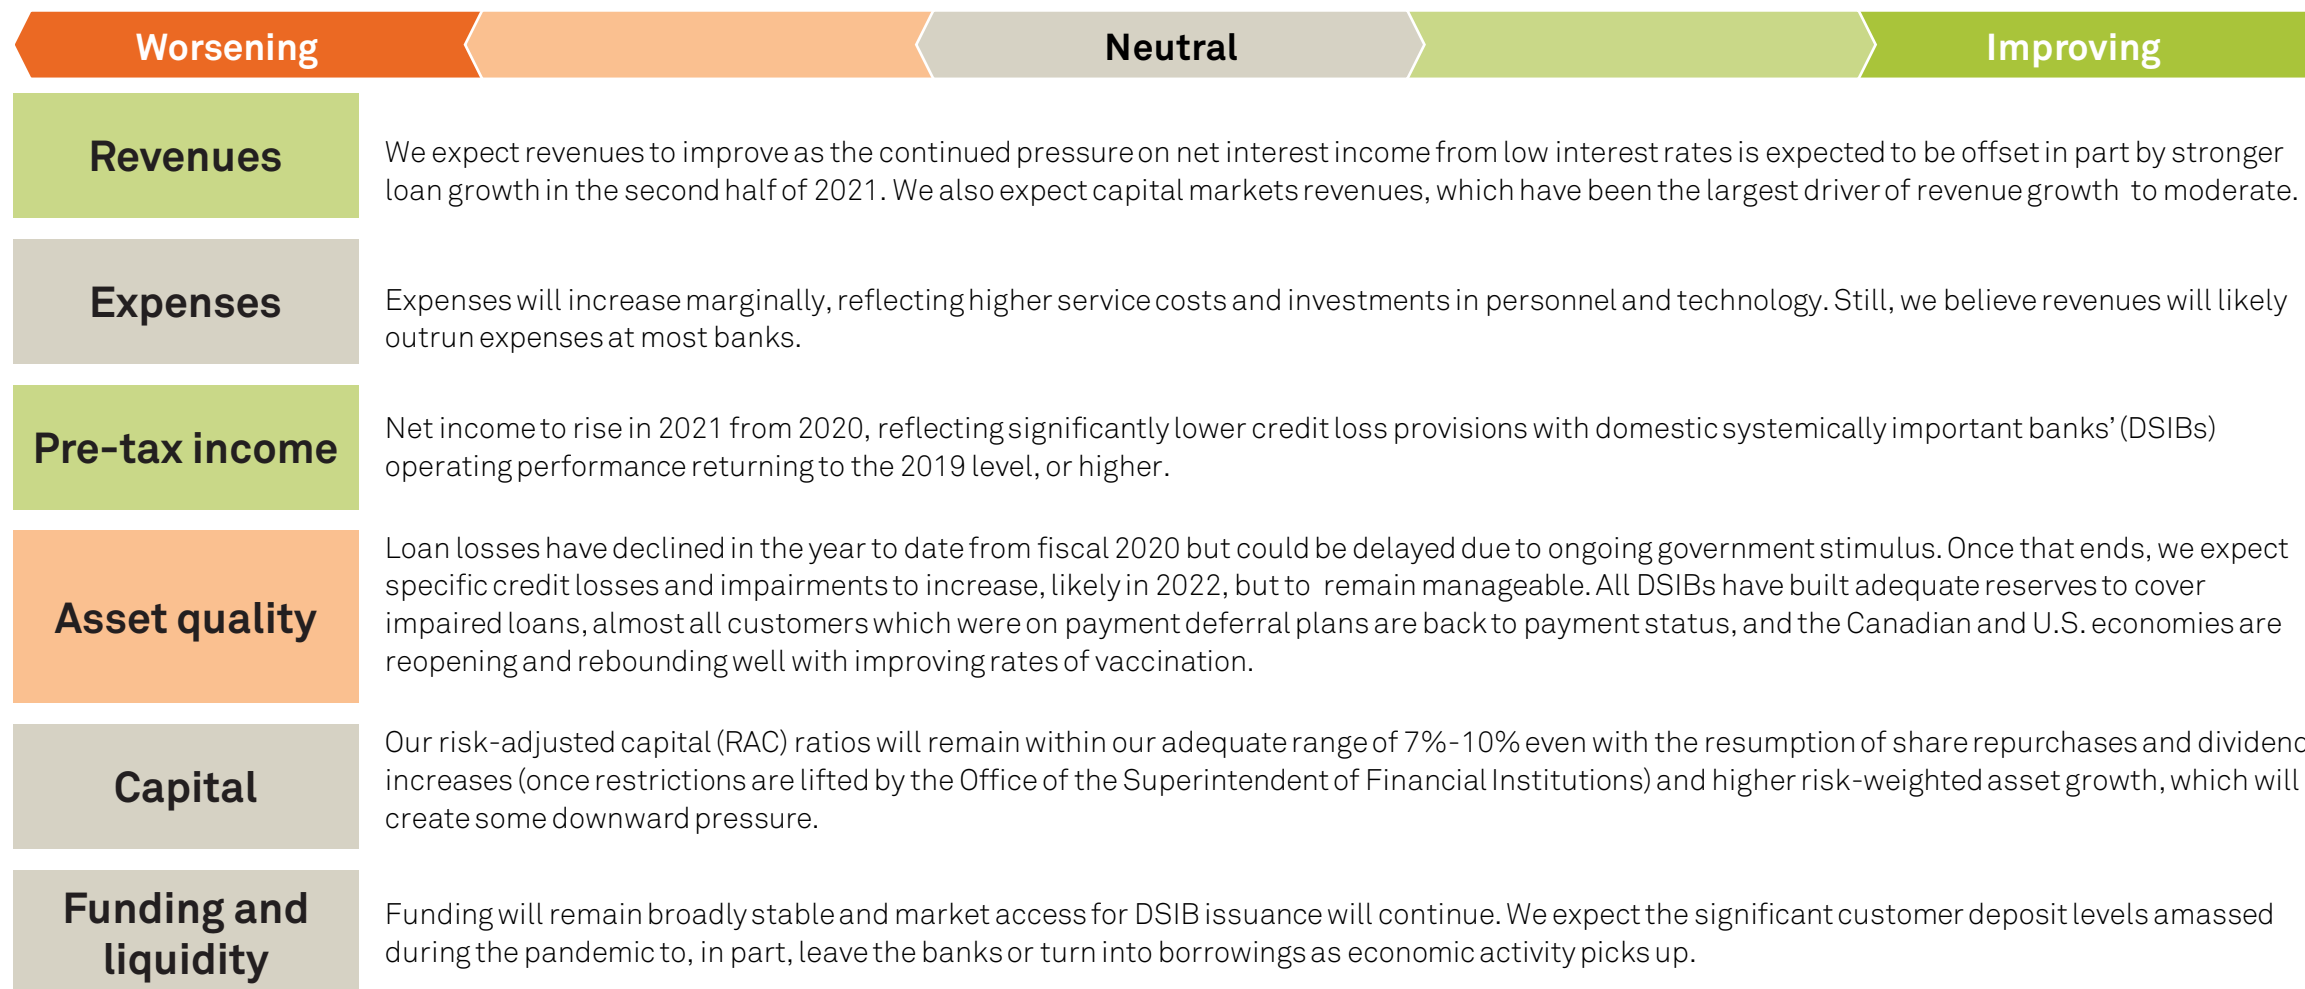 Worsening
Neutral
Improving
Revenues
We expect revenues to improve as the continued pressure on net interest income from low interest rates is expected to be offset in part by stronger
loan growth in the second half of 2021. We also expect capital markets revenues, which have been the largest driver of revenue growth to moderate.
Expenses
Expenses will increase marginally, reflecting higher service costs and investments in personnel and technology. Still, we believe revenues will likely
outrun expenses at most banks.
Pre-tax income
Net income to rise in 2021 from 2020, reflecting significantly lower credit loss provisions with domestic systemically important banks’ (DSIBs)
operating performance returning to the 2019 level, or higher.
Asset quality
Loan losses have declined in the year to date from fiscal 2020 but could be delayed due to ongoing government stimulus. Once that ends, we expect
specific credit losses and impairments to increase, likely in 2022, but to remain manageable. All DSIBs have built adequate reserves to cover
impaired loans, almost all customers which were on payment deferral plans are back to payment status, and the Canadian and U.S. economies are
reopening and rebounding well with improving rates of vaccination.
Capital
Our risk-adjusted capital (RAC) ratios will remain within our adequate range of 7%-10% even with the resumption of share repurchases and dividend
increases (once restrictions are lifted by the Office of the Superintendent of Financial Institutions) and higher risk-weighted asset growth, which will
create some downward pressure.
Funding and
liquidity
Funding will remain broadly stable and market access for DSIB issuance will continue. We expect the significant customer deposit levels amassed
during the pandemic to, in part, leave the banks or turn into borrowings as economic activity picks up.